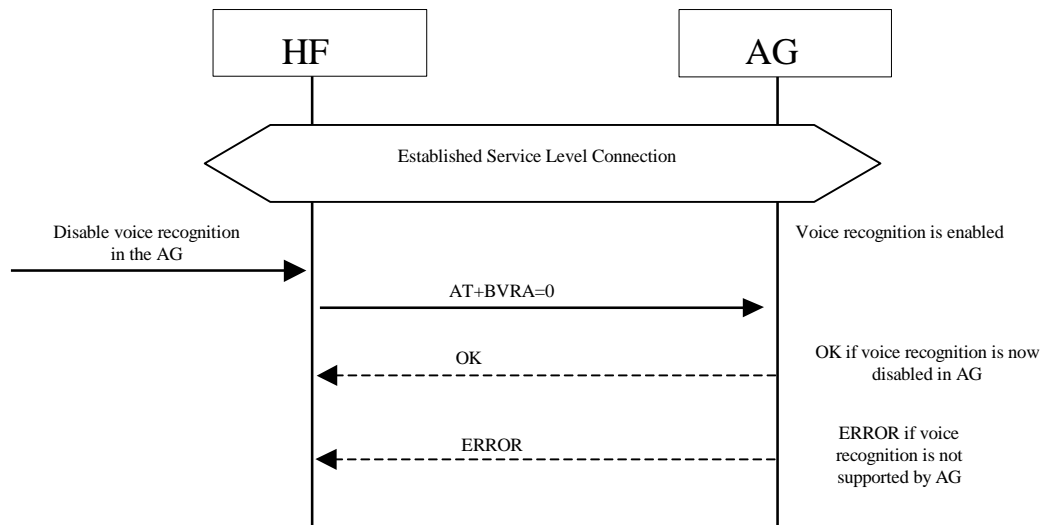 HF
AG
Established Service Level Connection
Disable voice recognition
in the AG
Voice recognition is enabled
AT+BVRA=0
OK
OK if voice recognition is now
disabled in AG
ERROR
ERROR if voice
recognition is not
supported by AG